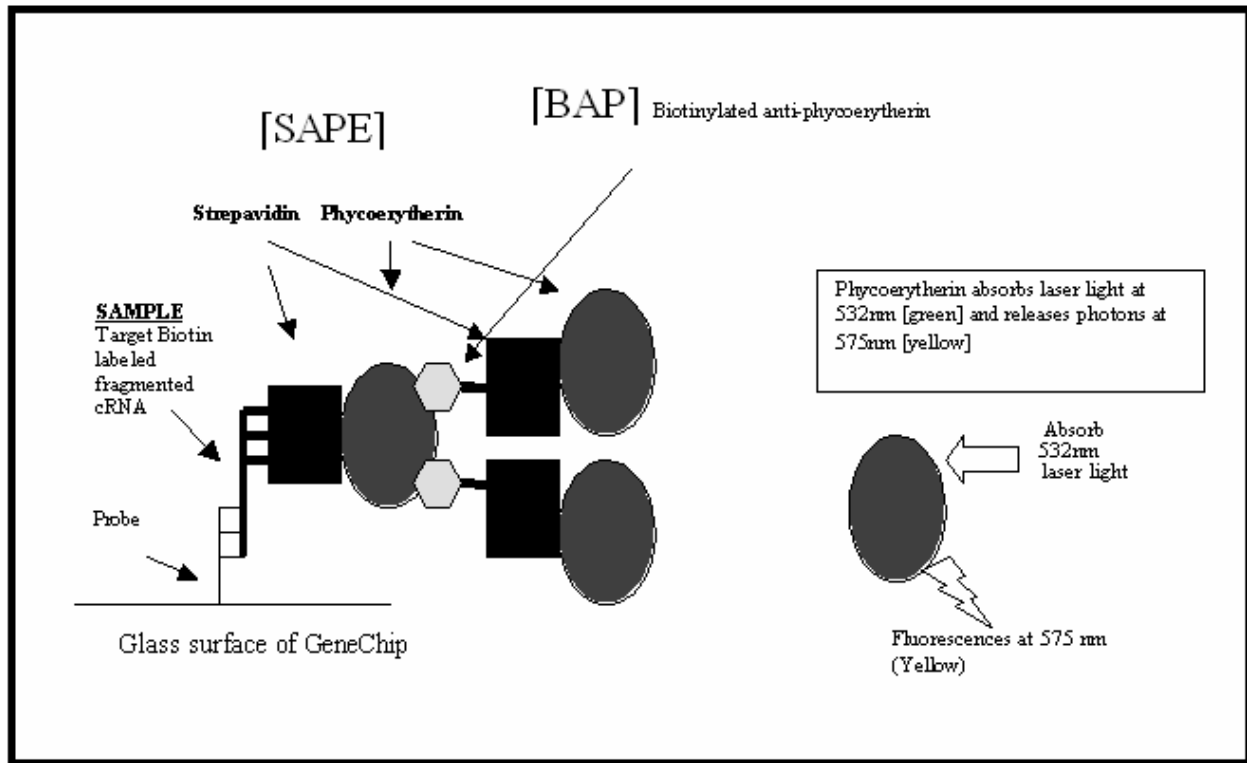 [BAP] Biotinylated anti-phycoerytherin
[SAPE]
Strepavidin Phycoerytherin
SAMPLE
Target Biotin
labeled
fragmented
cRNA
Probe
Glass surface of GeneChip
Phycoerytherin absorbs laser light at
532nm [green] and releases photons at
575nm [yellow]
Absorb
532nm
laser light
Fluorescences at 575 nm
(Yellow)